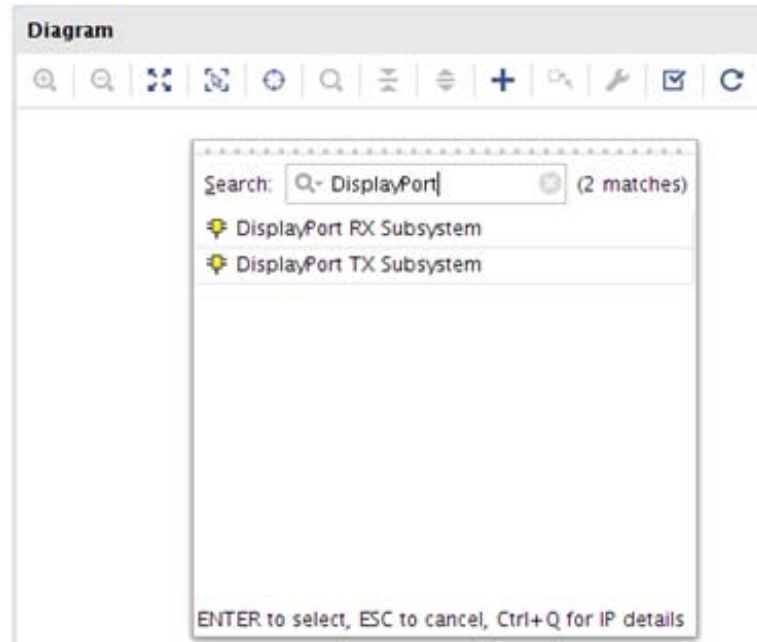 Diagram
Search: DisplayPort (2 matches)
DisplayPort RX Subsystem
DisplayPort TX Subsystem
ENTER to select, ESC to cancel, Ctrl+Q for IP details